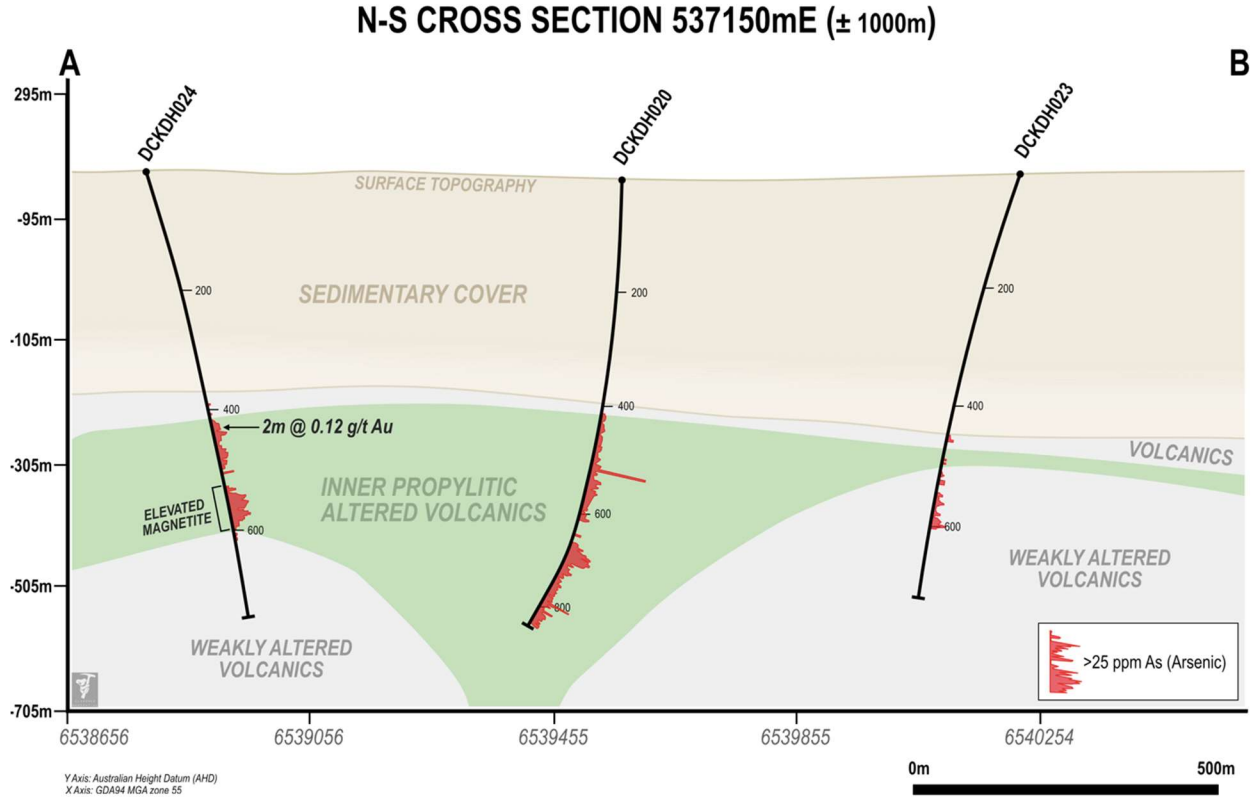 N-S CROSS SECTION 537150mE (± 1000m)
A
B
295m
DCKDH024
DCKDH020
DCKDH023
SURFACE TOPOGRAPHY
-95m
200
200
200
SEDIMENTARY COVER
-105m
400
400
400
2m @ 0.12 g/t Au
VOLCANICS
-305m
INNER PROPYLITIC
ALTERED VOLCANICS
ELEVATED
MAGNETITE
600
600
600
WEAKLY ALTERED
VOLCANICS
-505m
800
WEAKLY ALTERED
VOLCANICS
>25 ppm As (Arsenic)
-705m
6538656
6539056
6539455
6539855
6540254
0m
500m
Y Axis: Australian Height Datum (AHD)
X Axis: GDA94 MGA zone 55